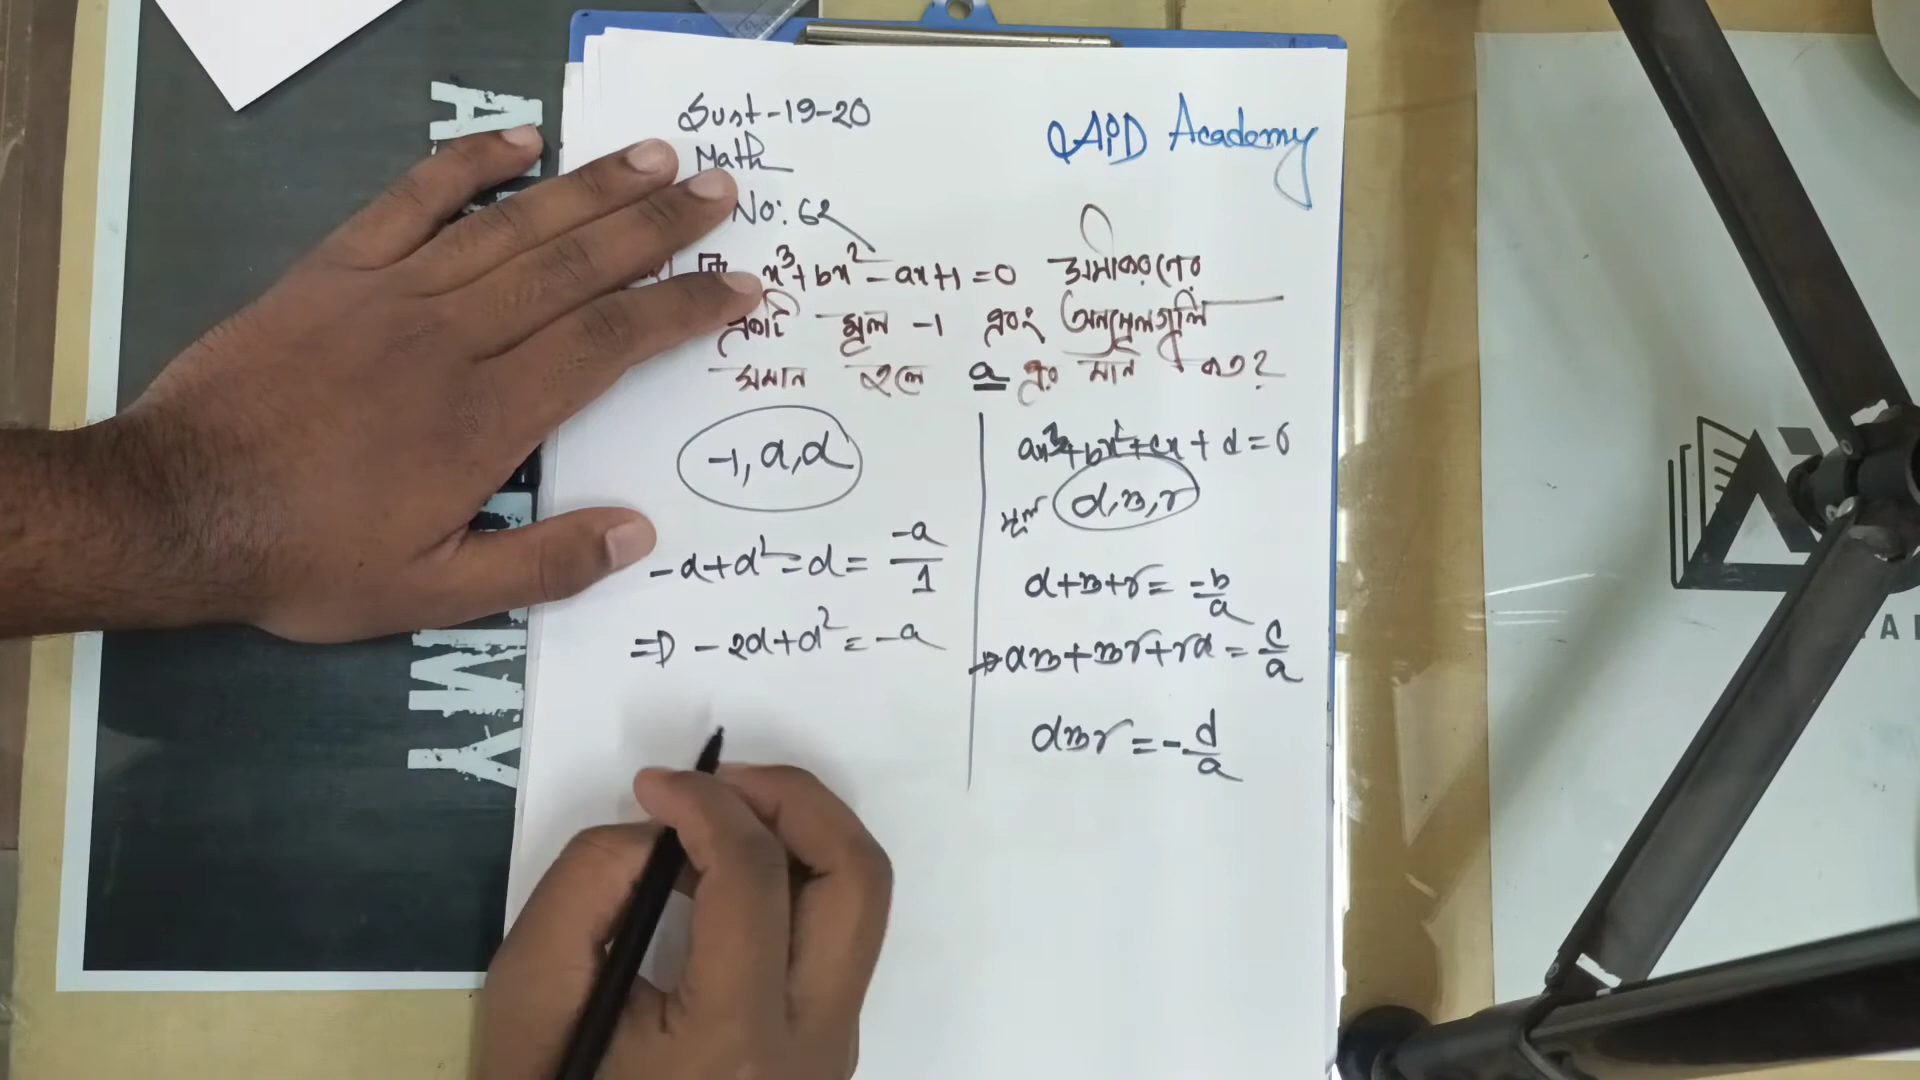 Sust-19-20
Math
No: 62
x³+bx²-ax+1=0 সমীকরণের
একটি মূল -1 এবং অন্যমূলগুলি
সমান হলে a এর মান কত?
-1, α, α
-α+α²-α= -a/1
⇒ -2α+α² = -a
QAiD Academy
ax³+bx²+cx+d=0
মূল α, β, γ
α+β+γ= -b/a
→ αβ+βγ+γα = c/a
αβγ = -d/a
A
MMY